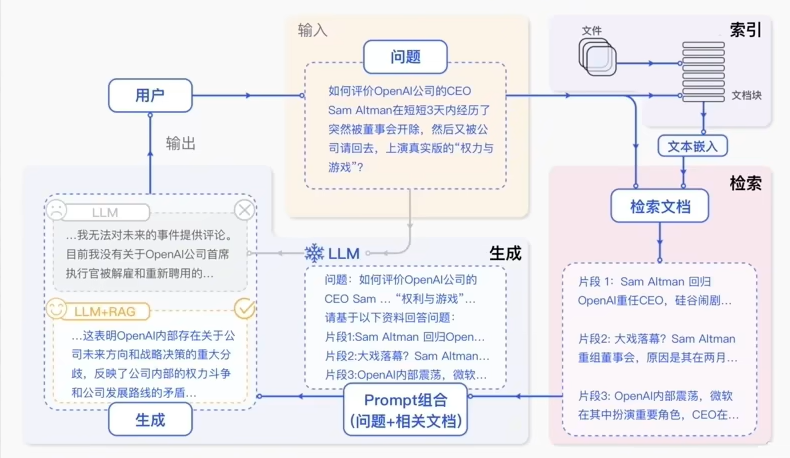 输入
问题
如何评价OpenAI公司的CEO
Sam Altman在短短3天内经历了
突然被董事会开除，然后又被公
司请回去，上演真实版的“权力与
游戏”？
用户
输出
文件
索引
文档块
文本嵌入
检索
检索文档
片段 1：Sam Altman 回归
OpenAI重任CEO，硅谷闹剧…
片段2: 大戏落幕？Sam Altman
重组董事会，原因是其在两月…
片段3: OpenAI内部震荡，微软
在其中扮演重要角色，CEO在…
LLM
生成
问题：如何评价OpenAI公司的
CEO Sam … “权利与游戏”…
请基于以下资料回答问题：
片段1:Sam Altman 回归Open…
片段2:大戏落幕？Sam Altman…
片段3:OpenAI内部震荡，微软…
Prompt组合
(问题+相关文档)
LLM
…我无法对未来的事件提供评论。
目前我没有关于OpenAI公司首席
执行官被解雇和重新聘用的…
LLM+RAG
…这表明OpenAI内部存在关于公
司未来方向和战略决策的重大分
歧，反映了公司内部的权力斗争
和公司发展路线的矛盾…
生成